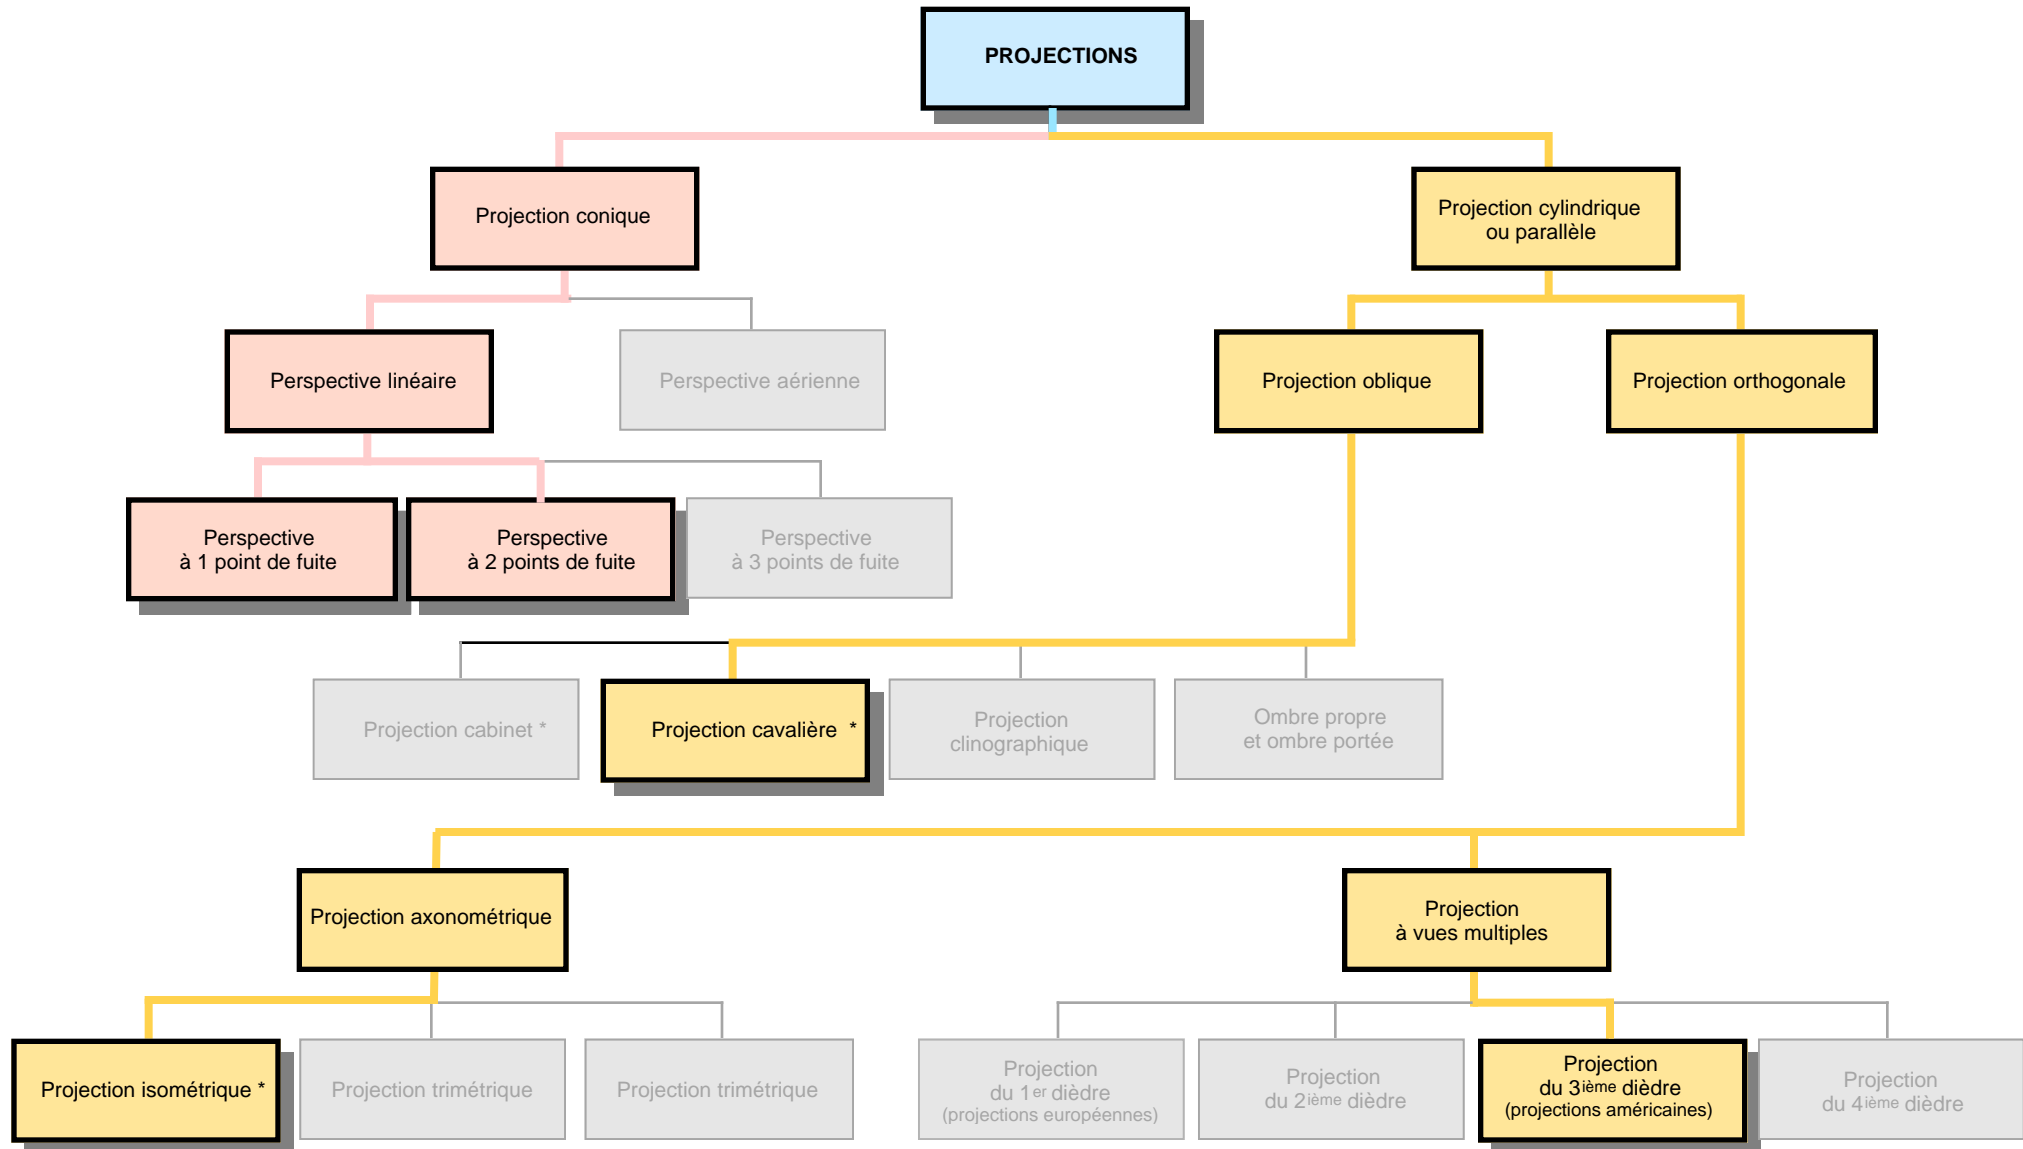 PROJECTIONS
Projection conique
Projection cylindrique
ou parallèle
Perspective linéaire
Perspective aérienne
Projection oblique
Projection orthogonale
Perspective
à 1 point de fuite
Perspective
à 2 points de fuite
Perspective
à 3 points de fuite
Projection cabinet *
Projection cavalière *
Projection
clinographique
Ombre propre
et ombre portée
Projection axonométrique
Projection
à vues multiples
Projection isométrique *
Projection trimétrique
Projection trimétrique
Projection
du 1er dièdre
(projections européennes)
Projection
du 2ième dièdre
Projection
du 3ième dièdre
(projections américaines)
Projection
du 4ième dièdre